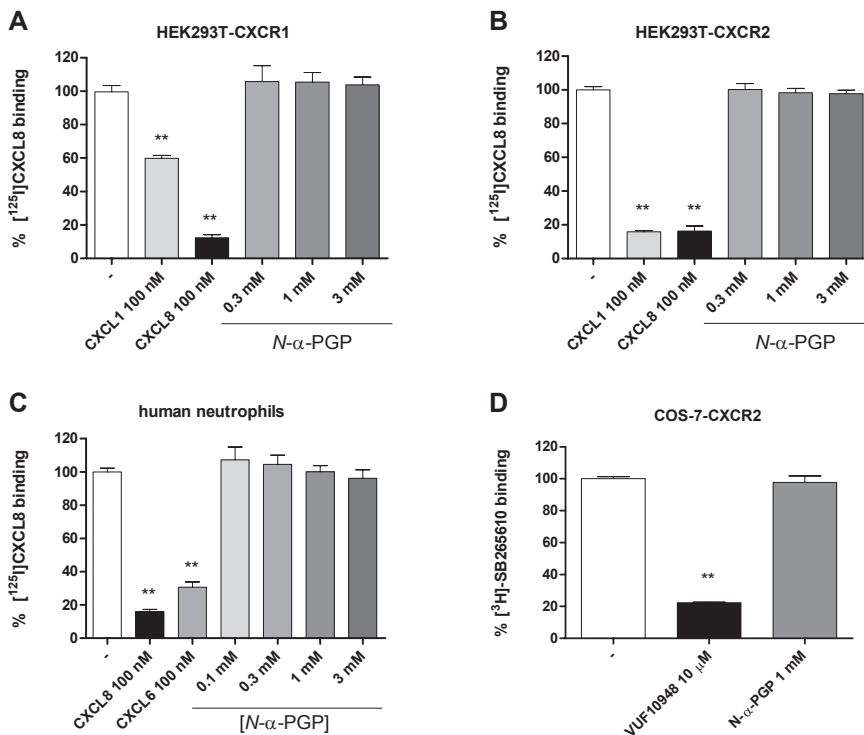 A
HEK293T-CXCR1
% [¹²⁵I]CXCL8 binding
120
100
80
60
40
20
0
**
**
-
CXCL1 100 nM
CXCL8 100 nM
0.3 mM
1 mM
3 mM
N-α-PGP
B
HEK293T-CXCR2
% [¹²⁵I]CXCL8 binding
120
100
80
60
40
20
0
**
**
-
CXCL1 100 nM
CXCL8 100 nM
0.3 mM
1 mM
3 mM
N-α-PGP
C
human neutrophils
% [¹²⁵I]CXCL8 binding
120
100
80
60
40
20
0
**
**
-
CXCL8 100 nM
CXCL6 100 nM
0.1 mM
0.3 mM
1 mM
3 mM
[N-α-PGP]
D
COS-7-CXCR2
% [³H]-SB265610 binding
120
100
80
60
40
20
0
**
-
VUF10948 10 μM
N-α-PGP 1 mM